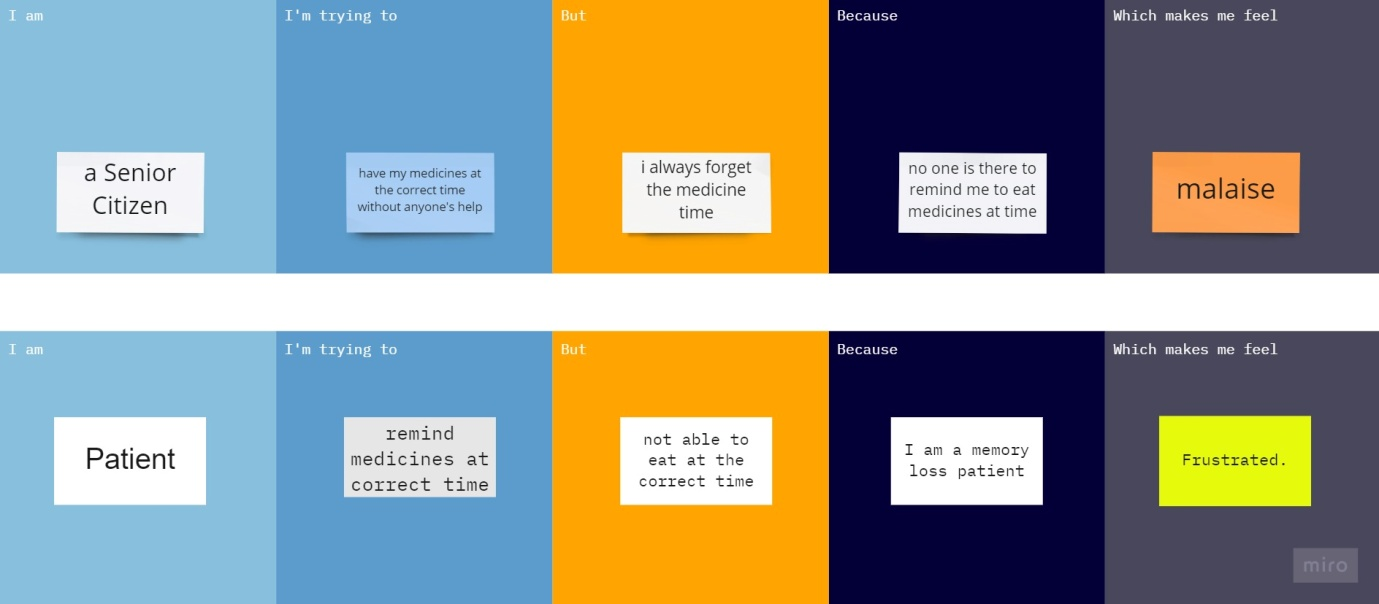 I am
a Senior
Citizen
I'm trying to
have my medicines at
the correct time
without anyone's help
But
i always forget
the medicine
time
Because
no one is there to
remind me to eat
medicines at time
Which makes me feel
malaise
I am
Patient
I'm trying to
remind
medicines at
correct time
But
not able to
eat at the
correct time
Because
I am a memory
loss patient
Which makes me feel
Frustrated.
miro